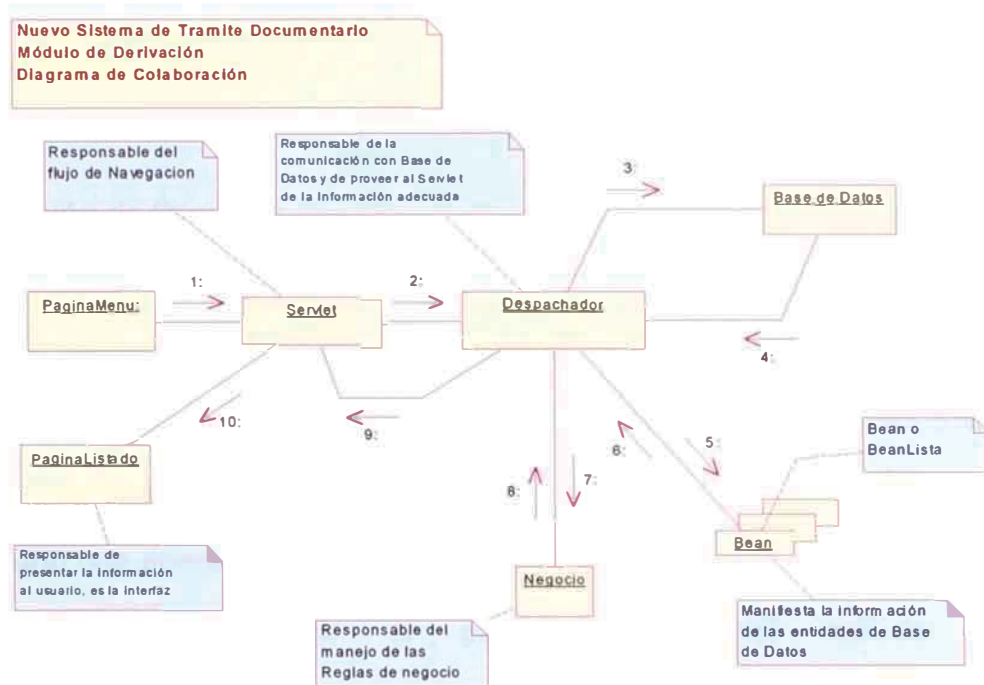 Nuevo Sistema de Tramite Documentario
Módulo de Derivación
Diagrama de Colaboración
Responsable del
flujo de Navegacion
Responsable de la
comunicación con Base de
Datos y de proveer al Servlet
de la información adecuada
3:
Base de Datos
1:
2:
PaginaMenu:
Servlet
Despachador
4:
10:
9:
PaginaListado
6:
5:
Bean o
BeanLista
8:
7:
Bean
Responsable de
presentar la información
al usuario, es la interfaz
Negocio
Responsable del
manejo de las
Reglas de negocio
Manifiesta la información
de las entidades de Base
de Datos